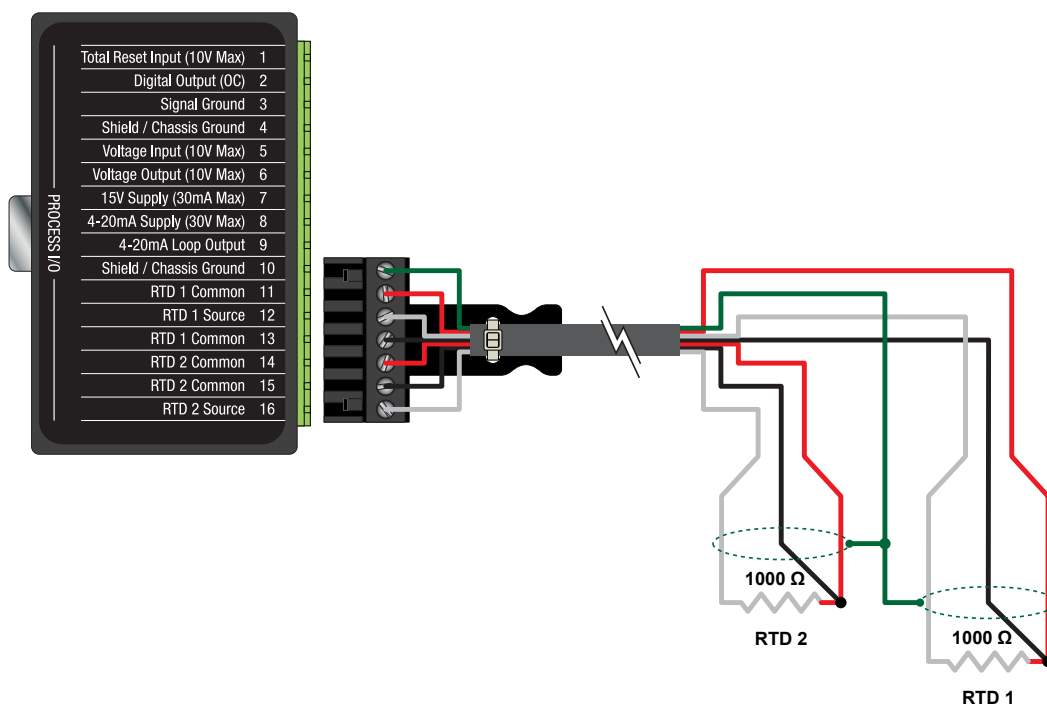 Total Reset Input (10V Max) 1
Digital Output (OC) 2
Signal Ground 3
Shield / Chassis Ground 4
Voltage Input (10V Max) 5
Voltage Output (10V Max) 6
15V Supply (30mA Max) 7
4-20mA Supply (30V Max) 8
4-20mA Loop Output 9
Shield / Chassis Ground 10
RTD 1 Common 11
RTD 1 Source 12
RTD 1 Common 13
RTD 2 Common 14
RTD 2 Common 15
RTD 2 Source 16
PROCESS I/O
1000 Ω
RTD 2
1000 Ω
RTD 1